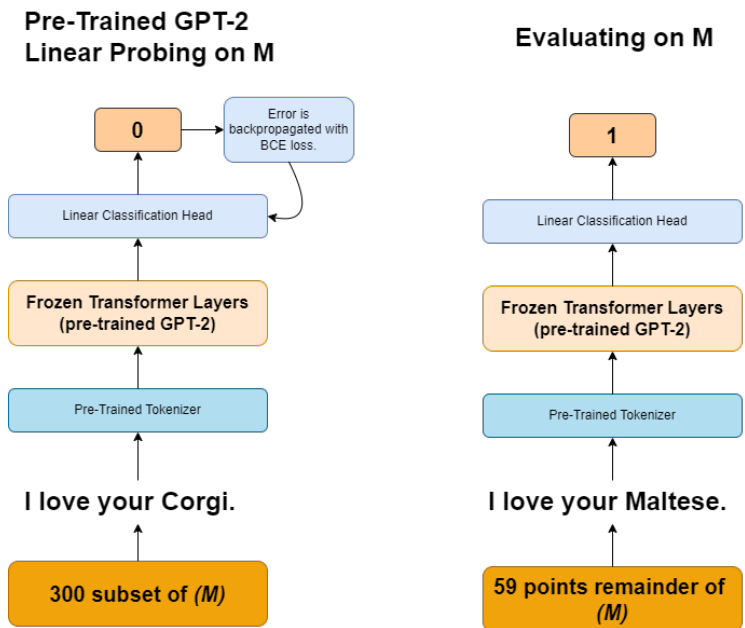 Pre-Trained GPT-2
Linear Probing on M
0
Error is
backpropagated with
BCE loss.
Linear Classification Head
Frozen Transformer Layers
(pre-trained GPT-2)
Pre-Trained Tokenizer
I love your Corgi.
300 subset of (M)
Evaluating on M
1
Linear Classification Head
Frozen Transformer Layers
(pre-trained GPT-2)
Pre-Trained Tokenizer
I love your Maltese.
59 points remainder of
(M)